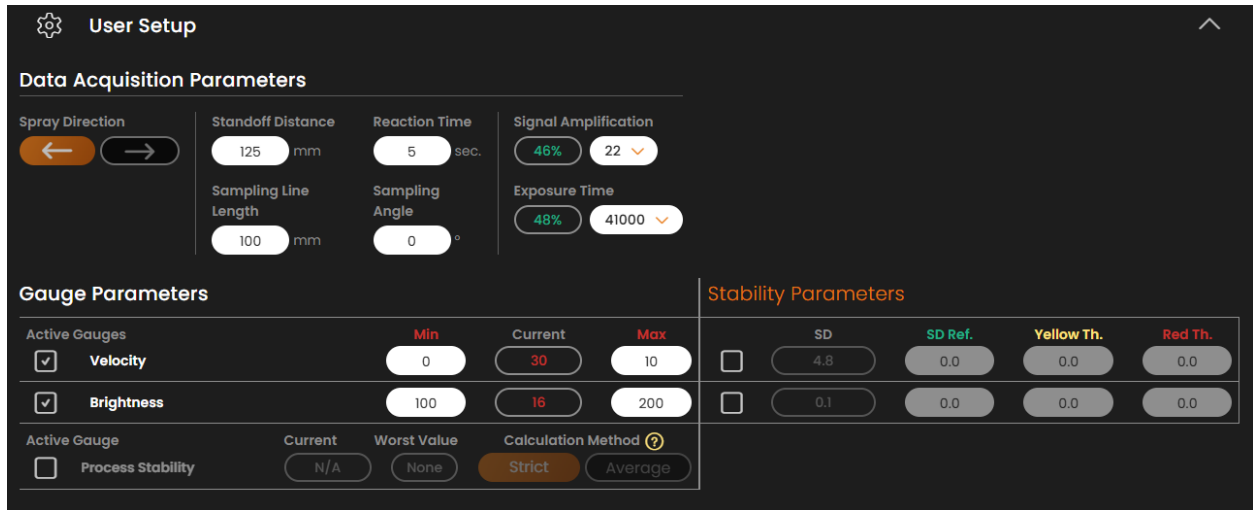 User Setup
Data Acquisition Parameters
Spray Direction Standoff Distance Reaction Time Signal Amplification
125 mm 5 sec. 46% 22
Sampling Line Length Sampling Angle Exposure Time
100 mm 0 ° 48% 41000
Gauge Parameters Stability Parameters
Active Gauges Min Current Max SD SD Ref. Yellow Th. Red Th.
Velocity 0 30 10 4.8 0.0 0.0 0.0
Brightness 100 16 200 0.1 0.0 0.0 0.0
Active Gauge Current Worst Value Calculation Method ?
Process Stability N/A None Strict Average